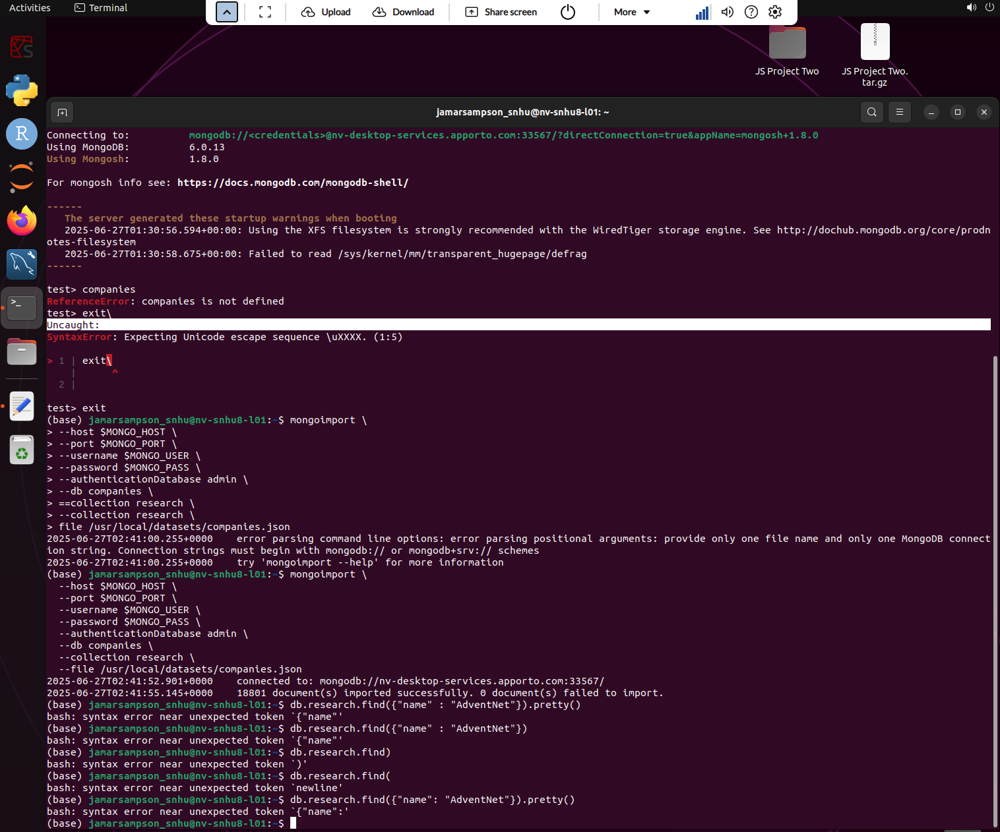 Activities
Terminal
Upload
Download
Share screen
More
JS Project Two
JS Project Two.
tar.gz
jamarsampson_snhu@nv-snhu8-l01: ~
Connecting to:          mongodb://<credentials>@nv-desktop-services.apporto.com:33567/?directConnection=true&appName=mongosh+1.8.0
Using MongoDB:          6.0.13
Using Mongosh:          1.8.0
For mongosh info see: https://docs.mongodb.com/mongodb-shell/
------
   The server generated these startup warnings when booting
   2025-06-27T01:30:56.594+00:00: Using the XFS filesystem is strongly recommended with the WiredTiger storage engine. See http://dochub.mongodb.org/core/prodn
otes-filesystem
   2025-06-27T01:30:58.675+00:00: Failed to read /sys/kernel/mm/transparent_hugepage/defrag
------
test> companies
ReferenceError: companies is not defined
test> exit\
Uncaught:
SyntaxError: Expecting Unicode escape sequence \uXXXX. (1:5)
> 1 | exit\
    |      ^
  2 |
test> exit
(base) jamarsampson_snhu@nv-snhu8-l01:~$ mongoimport \
> --host $MONGO_HOST \
> --port $MONGO_PORT \
> --username $MONGO_USER \
> --password $MONGO_PASS \
> --authenticationDatabase admin \
> --db companies \
> ==collection research \
> --collection research \
> file /usr/local/datasets/companies.json
2025-06-27T02:41:00.255+0000    error parsing command line options: error parsing positional arguments: provide only one file name and only one MongoDB connect
ion string. Connection strings must begin with mongodb:// or mongodb+srv:// schemes
2025-06-27T02:41:00.255+0000    try 'mongoimport --help' for more information
(base) jamarsampson_snhu@nv-snhu8-l01:~$ mongoimport \
  --host $MONGO_HOST \
  --port $MONGO_PORT \
  --username $MONGO_USER \
  --password $MONGO_PASS \
  --authenticationDatabase admin \
  --db companies \
  --collection research \
  --file /usr/local/datasets/companies.json
2025-06-27T02:41:52.901+0000    connected to: mongodb://nv-desktop-services.apporto.com:33567/
2025-06-27T02:41:55.145+0000    18801 document(s) imported successfully. 0 document(s) failed to import.
(base) jamarsampson_snhu@nv-snhu8-l01:~$ db.research.find({"name" : "AdventNet"}).pretty()
bash: syntax error near unexpected token `{"name"'
(base) jamarsampson_snhu@nv-snhu8-l01:~$ db.research.find({"name" : "AdventNet"})
bash: syntax error near unexpected token `{"name"'
(base) jamarsampson_snhu@nv-snhu8-l01:~$ db.research.find)
bash: syntax error near unexpected token `)'
(base) jamarsampson_snhu@nv-snhu8-l01:~$ db.research.find(
bash: syntax error near unexpected token `newline'
(base) jamarsampson_snhu@nv-snhu8-l01:~$ db.research.find({"name": "AdventNet"}).pretty()
bash: syntax error near unexpected token `{"name":'
(base) jamarsampson_snhu@nv-snhu8-l01:~$